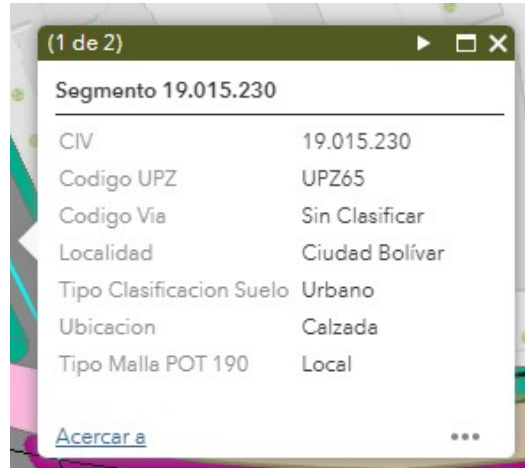 (1 de 2)
Segmento 19.015.230
CIV 19.015.230
Codigo UPZ UPZ65
Codigo Via Sin Clasificar
Localidad Ciudad Bolívar
Tipo Clasificacion Suelo Urbano
Ubicacion Calzada
Tipo Malla POT 190 Local
Acercar a